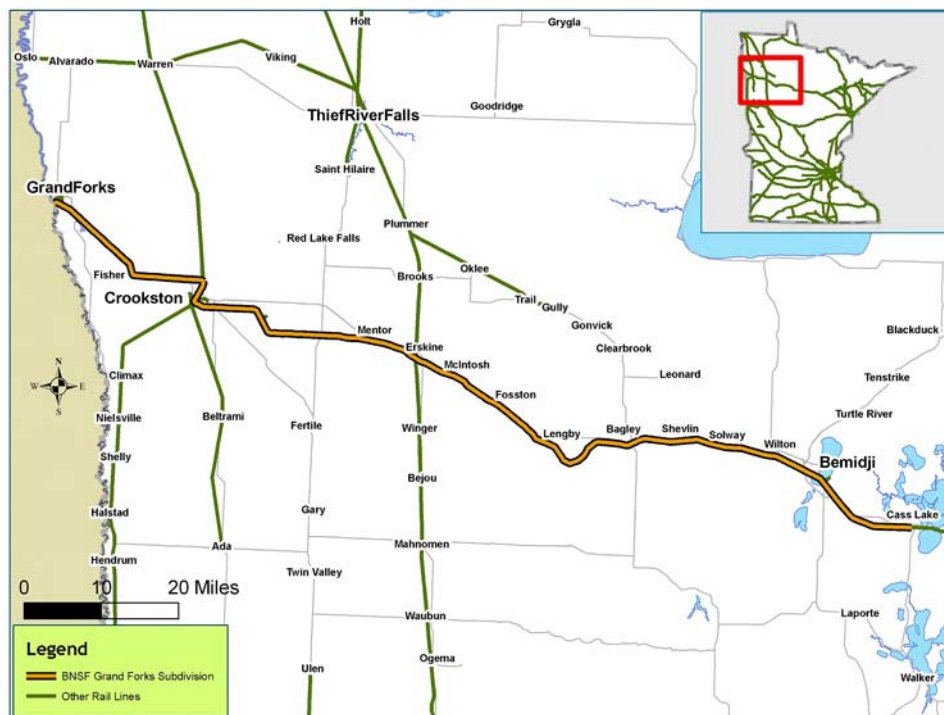 Holt
Grygla
Oslo
Alvarado
Warren
Viking
Goodridge
ThiefRiverFalls
Saint Hilaire
GrandForks
Plummer
Red Lake Falls
Fisher
Brooks
Oklee
Crookston
Trail
Gully
Gonvick
Mentor
Erskine
Clearbrook
Blackduck
McIntosh
Leonard
Tenstrike
Climax
Fosston
Turtle River
Nielsville
Beltrami
Fertile
Winger
Lengby
Bagley
Shevlin
Solway
Wilton
Shelly
Bemidji
Bejou
Halstad
Gary
Cass Lake
Ada
Mahnomen
Hendrum
Twin Valley
Waubun
Laporte
Ogema
Ulen
Walker
N
W E
S
0 10 20 Miles
Legend
BNSF Grand Forks Subdivision
Other Rail Lines